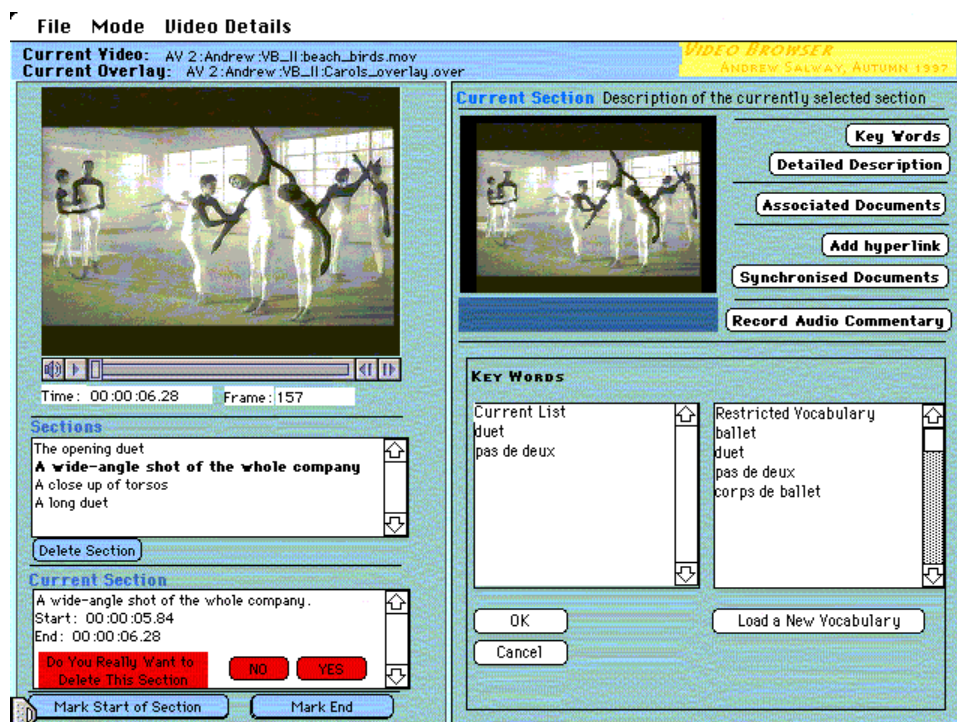 File Mode Video Details
Current Video: AV 2:Andrew:VB_II:beach_birds.mov
Current Overlay: AV 2:Andrew:VB_II:Carols_overlay.over
VIDEO BROWSER
ANDREW SALWAY, AUTUMN 1997
Time: 00:00:06.28 Frame: 157
Sections
The opening duet
A wide-angle shot of the whole company
A close up of torsos
A long duet
Delete Section
Current Section
A wide-angle shot of the whole company.
Start: 00:00:05.84
End: 00:00:06.28
Do You Really Want to
Delete This Section
NO YES
Mark Start of Section Mark End
Current Section Description of the currently selected section
Key Words
Detailed Description
Associated Documents
Add hyperlink
Synchronised Documents
Record Audio Commentary
KEY WORDS
Current List
duet
pas de deux
Restricted Vocabulary
ballet
duet
pas de deux
corps de ballet
OK
Load a New Vocabulary
Cancel